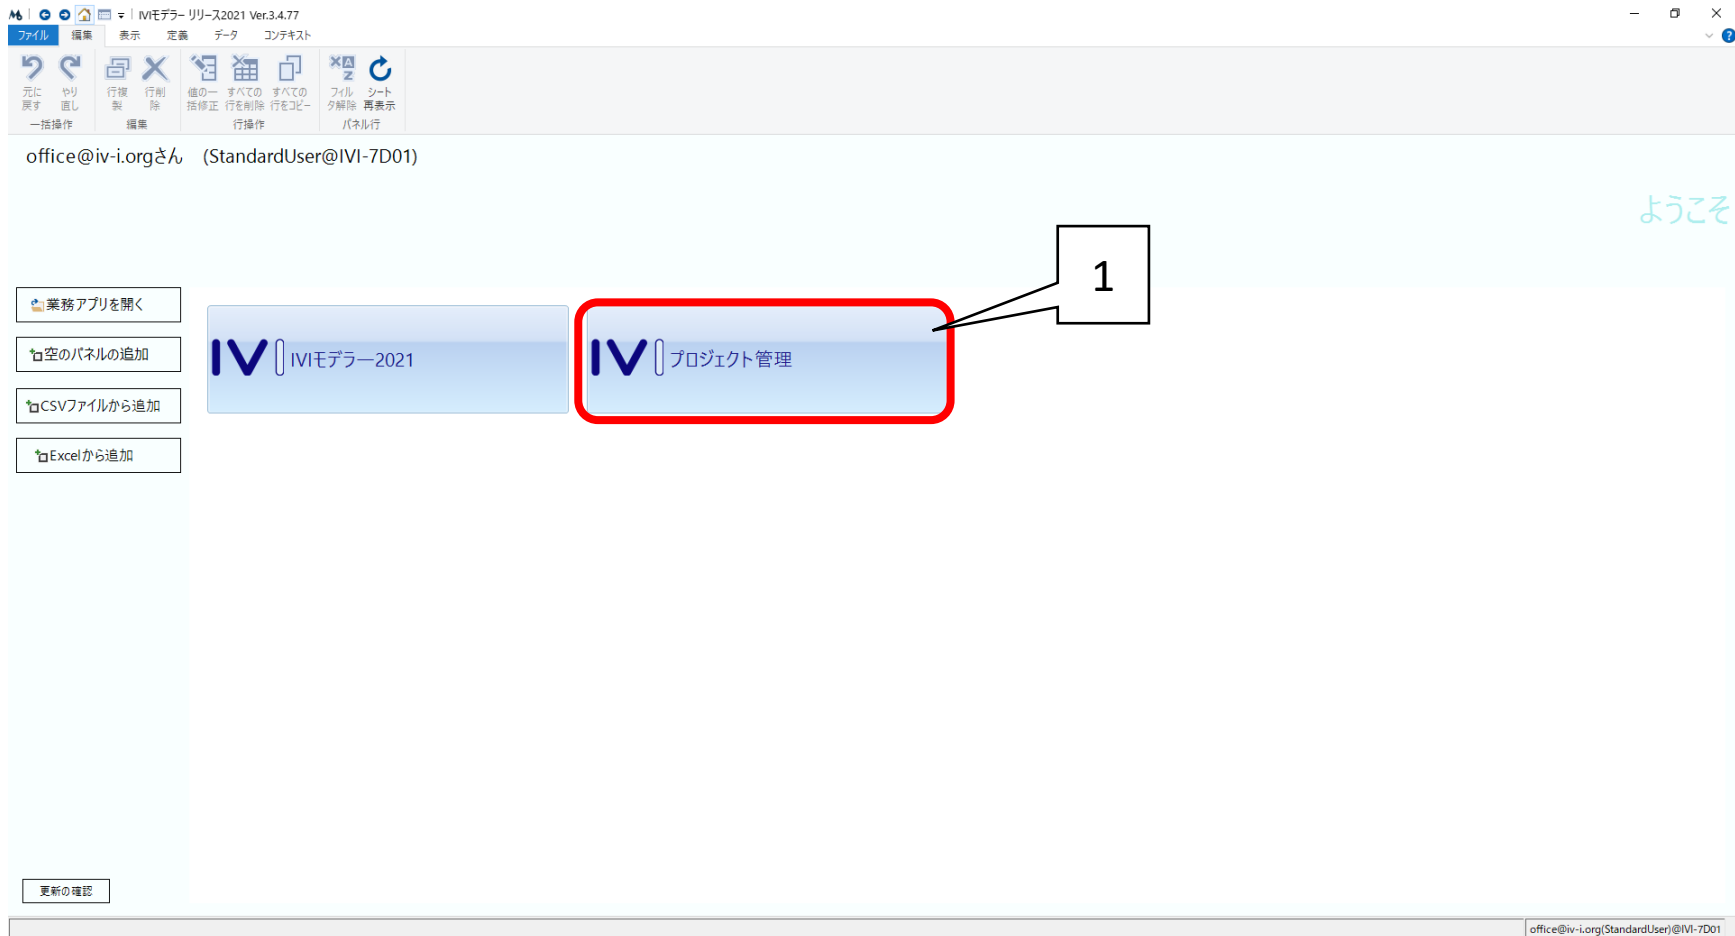 IVIモデラー リリース2021 Ver.3.4.77
ファイル 編集 表示 定義 データ コンテキスト
元に戻す やり直し 行複製 行削除 値の一括修正 すべての行を削除 すべての行をコピー フィルタ解除 シート再表示
一括操作 編集 行操作 パネル行
office@iv-i.orgさん (StandardUser@IVI-7D01)
ようこそ
1
業務アプリを開く
空のパネルの追加
CSVファイルから追加
Excelから追加
IVI IVIモデラー2021
IVI プロジェクト管理
更新の確認
office@iv-i.org(StandardUser)@IVI-7D01